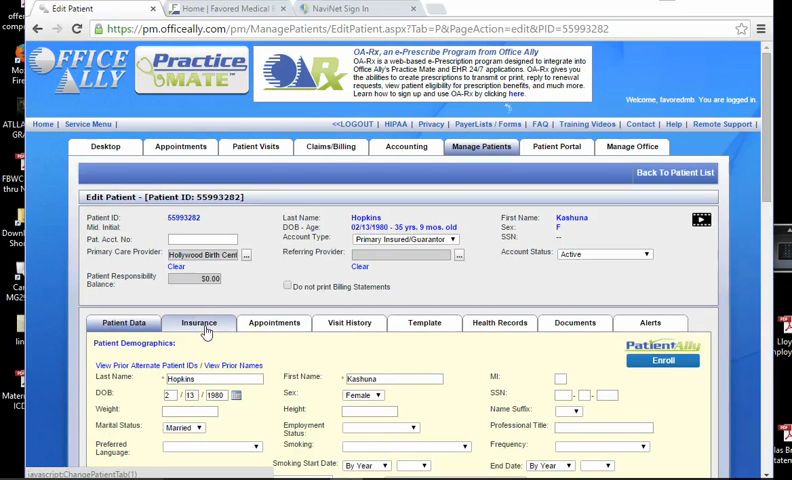 Edit Patient
Home | Favored Medical B
NaviNet Sign In
https://pm.officeally.com/pm/ManagePatients/EditPatient.aspx?Tab=P&PageAction=edit&PID=55993282
OFFICE ALLY
Practice MATE
OARx
OA-Rx, an e-Prescribe Program from Office Ally
OA-Rx is a web-based e-Prescription program designed to integrate into
Office Ally's Practice Mate and EHR 24/7 applications. OA-Rx gives you
the abilities to create prescriptions to transmit or print, reply to renewal
requests, view patient eligibility for prescription benefits, and much more.
Learn how to sign up and use OA-Rx by clicking here.
Welcome, favoredmb. You are logged in
Home | Service Menu |
<<LOGOUT | HIPAA | Privacy | PayerLists / Forms | FAQ | Training Videos | Contact | Help | Remote Support |
Desktop Appointments Patient Visits Claims/Billing Accounting Manage Patients Patient Portal Manage Office
Back To Patient List
Edit Patient - [Patient ID: 55993282]
Patient ID: 55993282 Last Name: Hopkins First Name: Kashuna
Mid. Initial: DOB - Age: 02/13/1980 - 35 yrs. 9 mos. old Sex: F
Pat. Acct. No: Account Type: Primary Insured/Guarantor SSN: --
Primary Care Provider: Hollywood Birth Cent ... Referring Provider: ... Account Status: Active
Clear Clear
Patient Responsibility
Balance: $0.00
Do not print Billing Statements
Patient Data Insurance Appointments Visit History Template Health Records Documents Alerts
Patient Demographics:
PatientAlly
Enroll
View Prior Alternate Patient IDs / View Prior Names
Last Name: * Hopkins First Name: * Kashuna MI:
DOB: 2 / 13 / 1980 Sex: Female SSN: - -
Weight: Height: Name Suffix:
Marital Status: Married Employment
Status: Professional Title:
Preferred
Language: Smoking: Frequency:
Smoking Start Date: By Year End Date: By Year
javascript:ChangePatientTab(1)